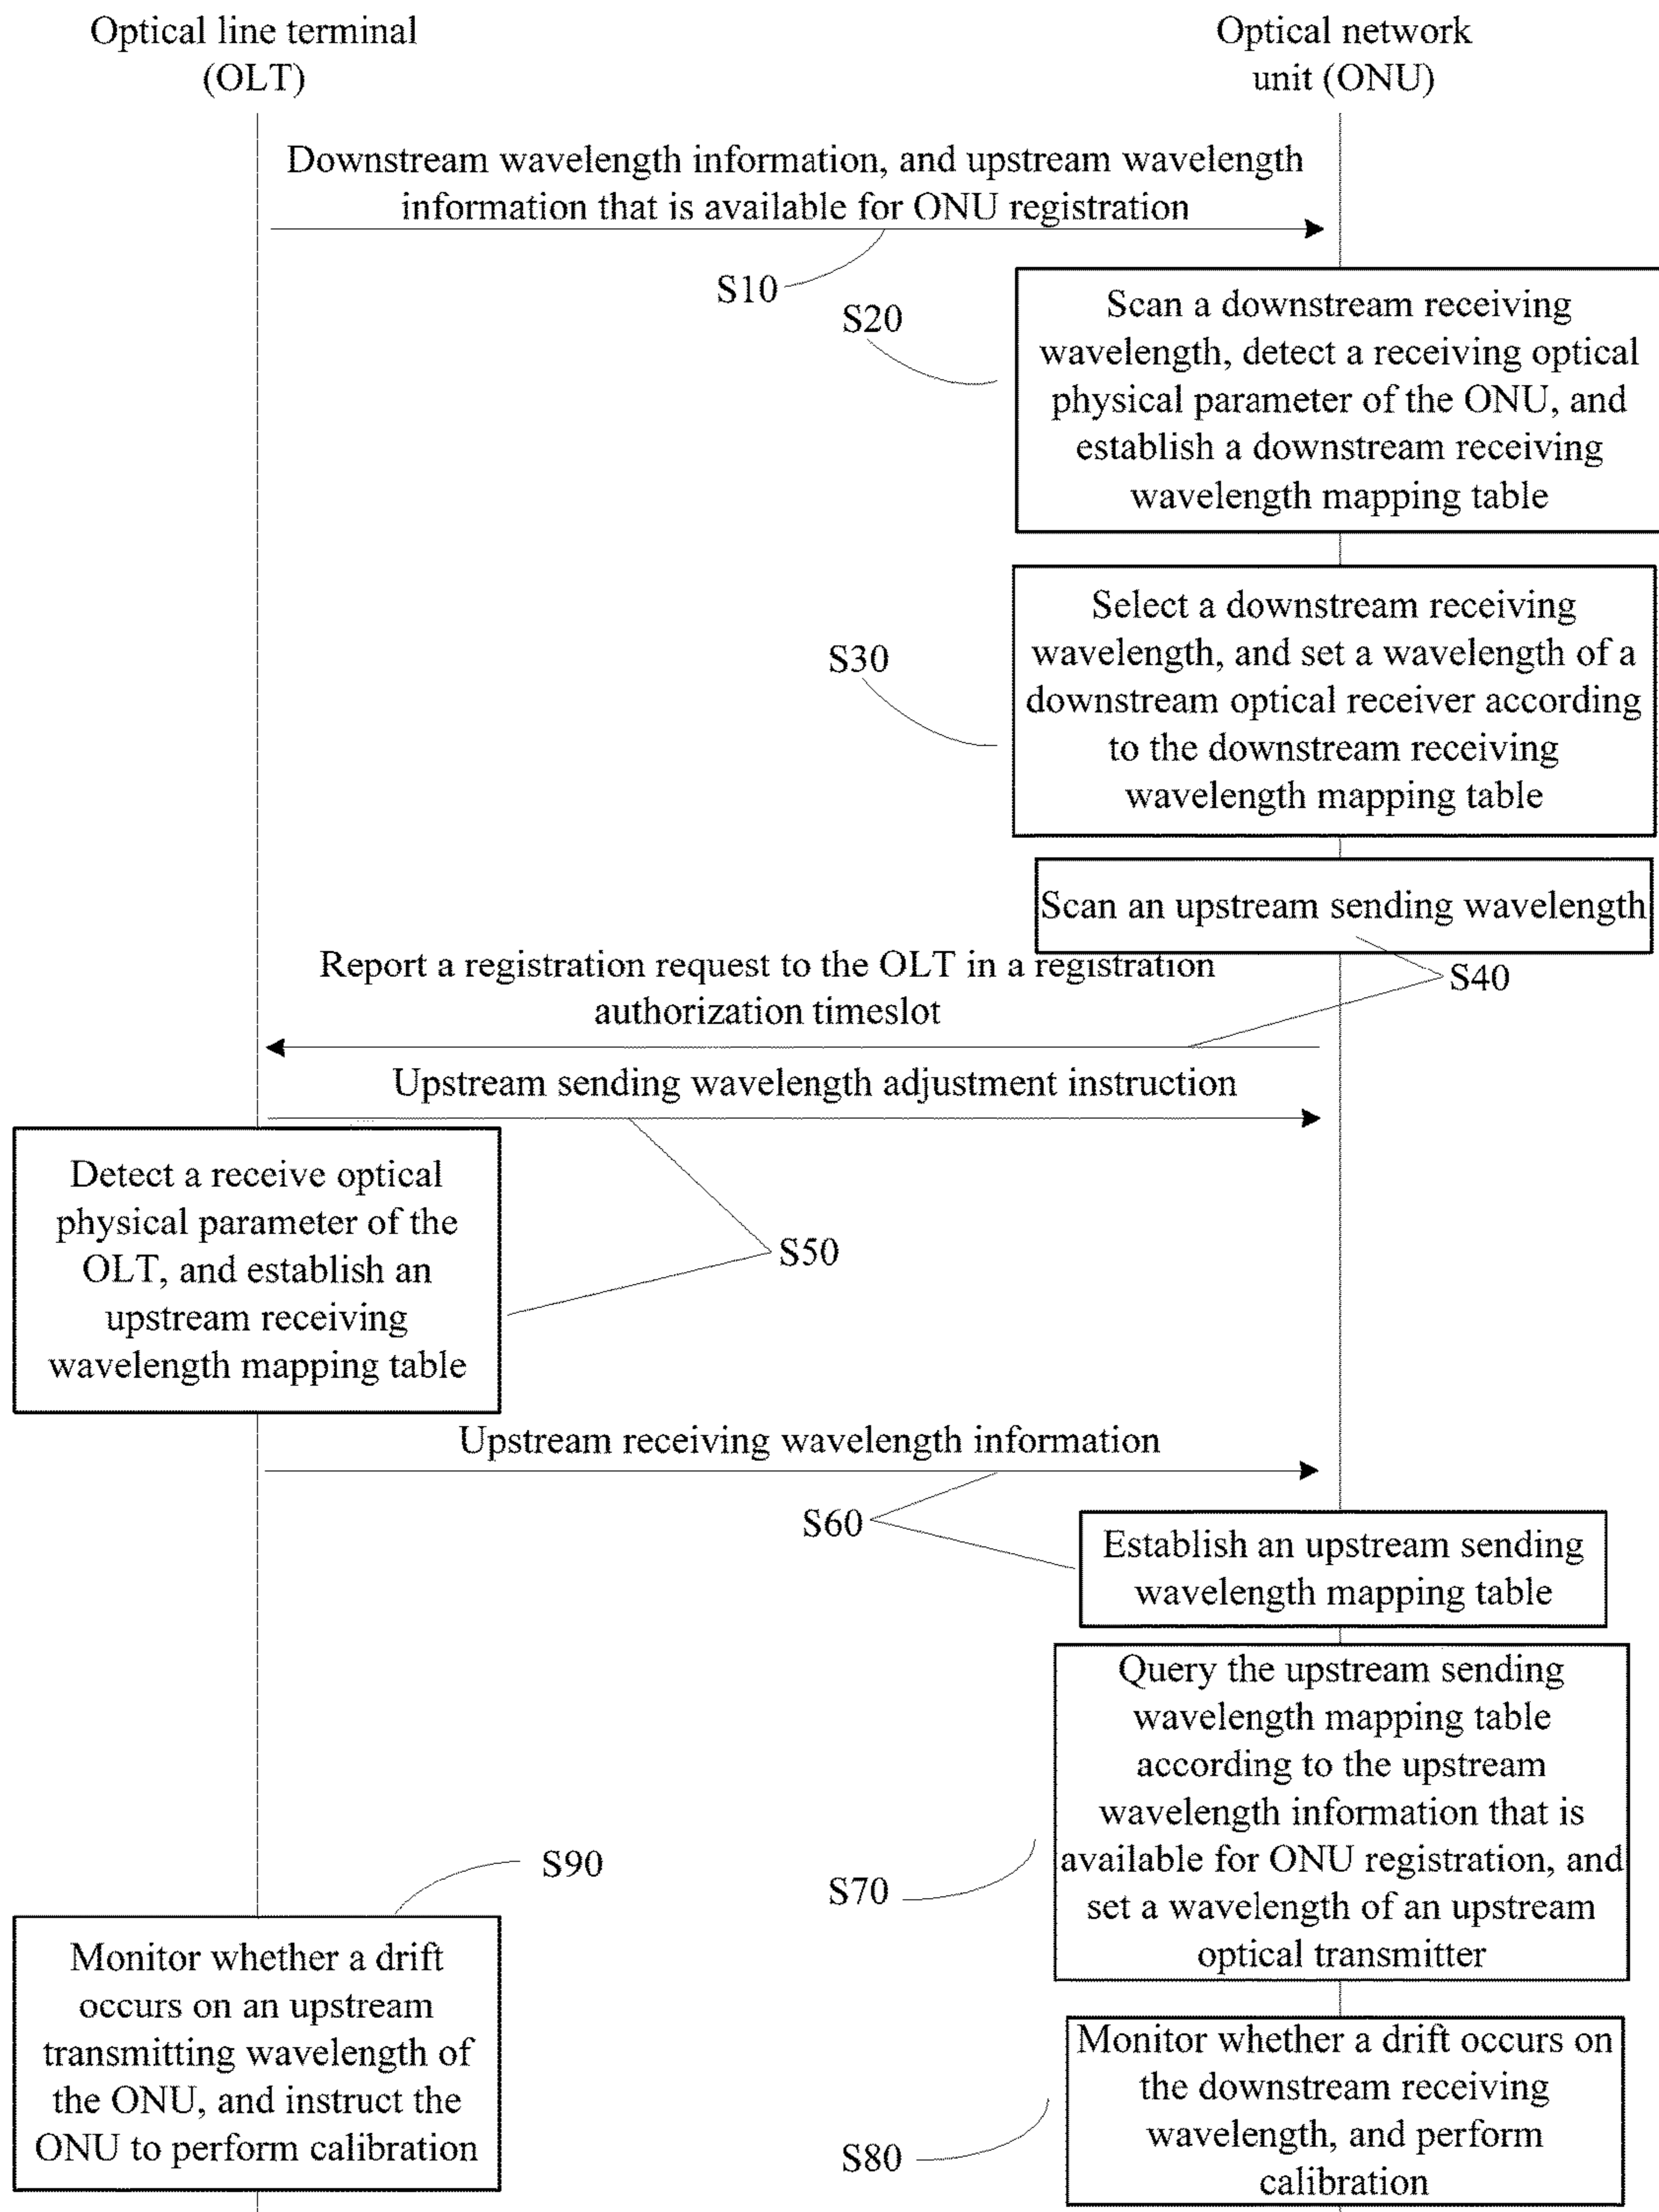 Optical line terminal
(OLT)
Optical network
unit (ONU)
Downstream wavelength information, and upstream wavelength
information that is available for ONU registration
S10
S20
Scan a downstream receiving
wavelength, detect a receiving optical
physical parameter of the ONU, and
establish a downstream receiving
wavelength mapping table
S30
Select a downstream receiving
wavelength, and set a wavelength of a
downstream optical receiver according
to the downstream receiving
wavelength mapping table
Scan an upstream sending wavelength
Report a registration request to the OLT in a registration
authorization timeslot
S40
Upstream sending wavelength adjustment instruction
Detect a receive optical
physical parameter of the
OLT, and establish an
upstream receiving
wavelength mapping table
S50
Upstream receiving wavelength information
S60
Establish an upstream sending
wavelength mapping table
Query the upstream sending
wavelength mapping table
according to the upstream
wavelength information that is
available for ONU registration, and
set a wavelength of an upstream
optical transmitter
S70
S90
Monitor whether a drift
occurs on an upstream
transmitting wavelength of
the ONU, and instruct the
ONU to perform calibration
Monitor whether a drift occurs on
the downstream receiving
wavelength, and perform
calibration
S80